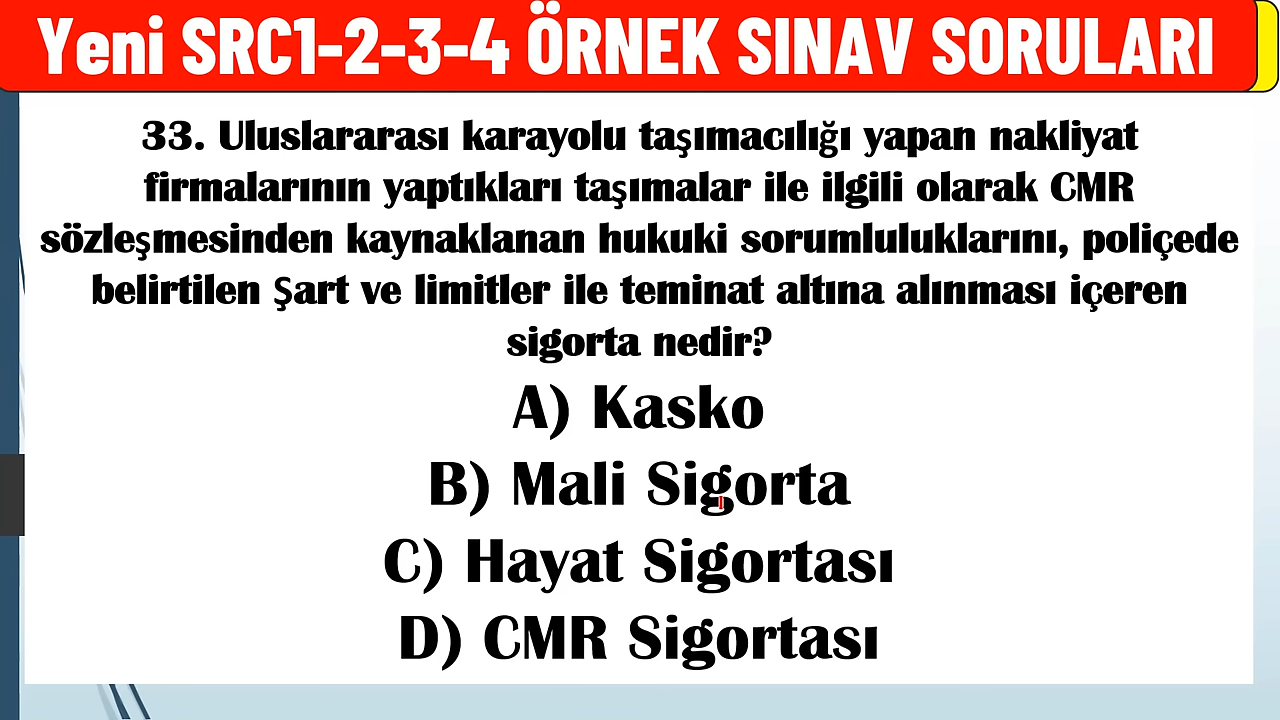 Yeni SRC1-2-3-4 ÖRNEK SINAV SORULARI
33. Uluslararası karayolu taşımacılığı yapan nakliyat
firmalarının yaptıkları taşımalar ile ilgili olarak CMR
sözleşmesinden kaynaklanan hukuki sorumluluklarını, poliçede
belirtilen Şart ve limitler ile teminat altına alınması içeren
sigorta nedir?
A) Kasko
B) Mali Sigorta
C) Hayat Sigortası
D) CMR Sigortası